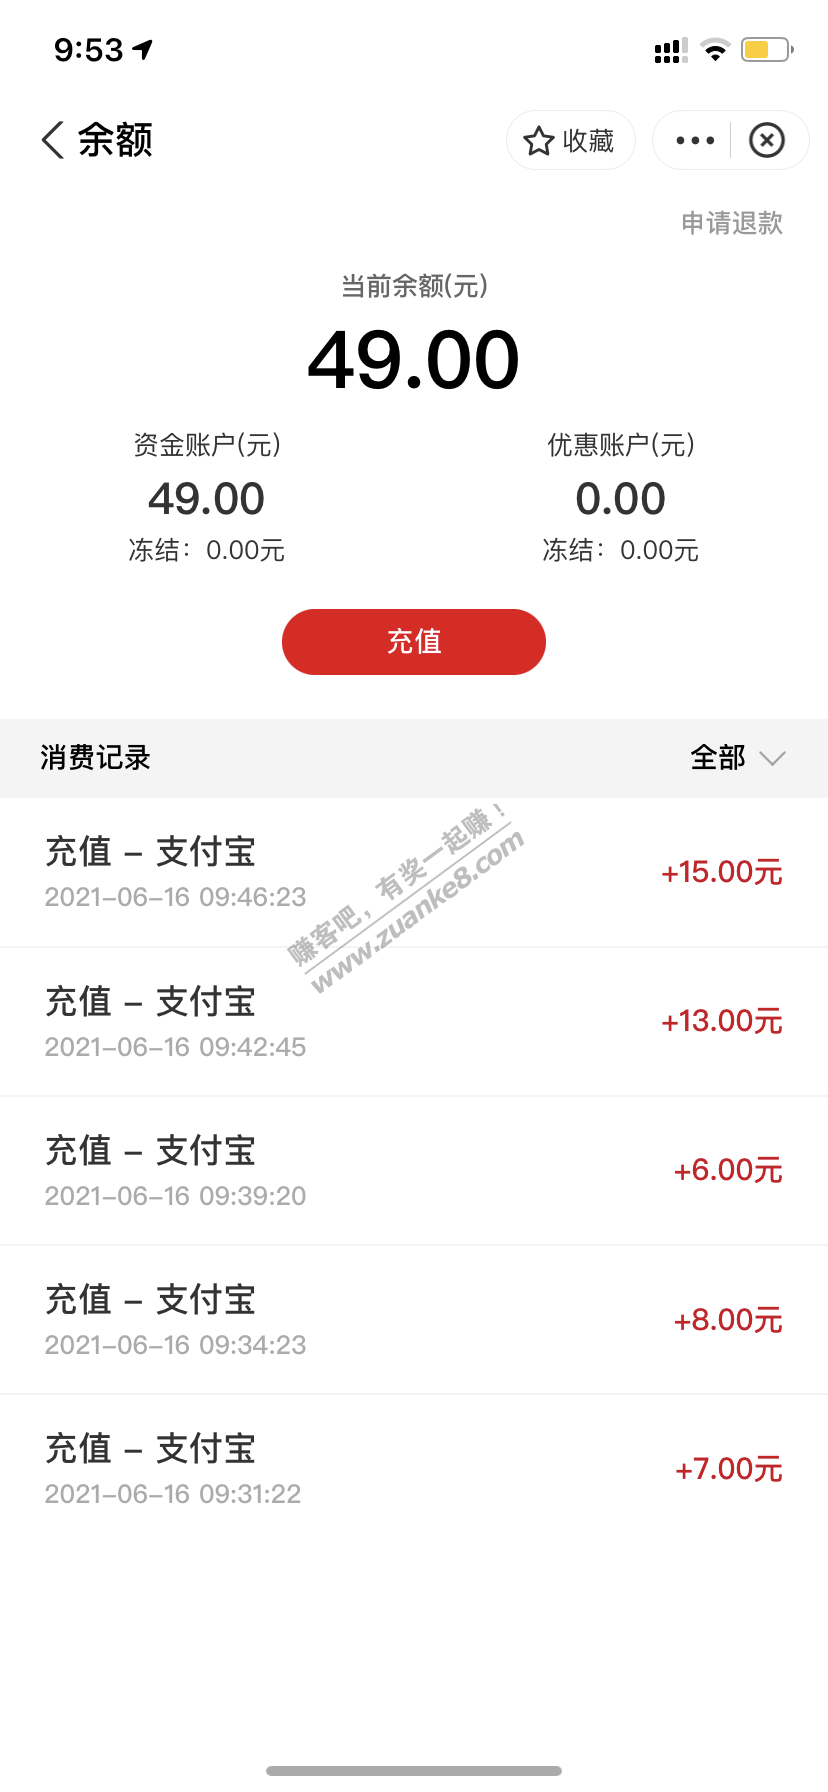 9:53
余额
收藏
申请退款
当前余额(元)
49.00
资金账户(元)
优惠账户(元)
49.00
0.00
冻结：0.00元
冻结：0.00元
充值
消费记录
全部
充值 – 支付宝
+15.00元
2021-06-16 09:46:23
赚客吧，有奖一起赚！
www.zuanke8.com
充值 – 支付宝
+13.00元
2021-06-16 09:42:45
充值 – 支付宝
+6.00元
2021-06-16 09:39:20
充值 – 支付宝
+8.00元
2021-06-16 09:34:23
充值 – 支付宝
+7.00元
2021-06-16 09:31:22